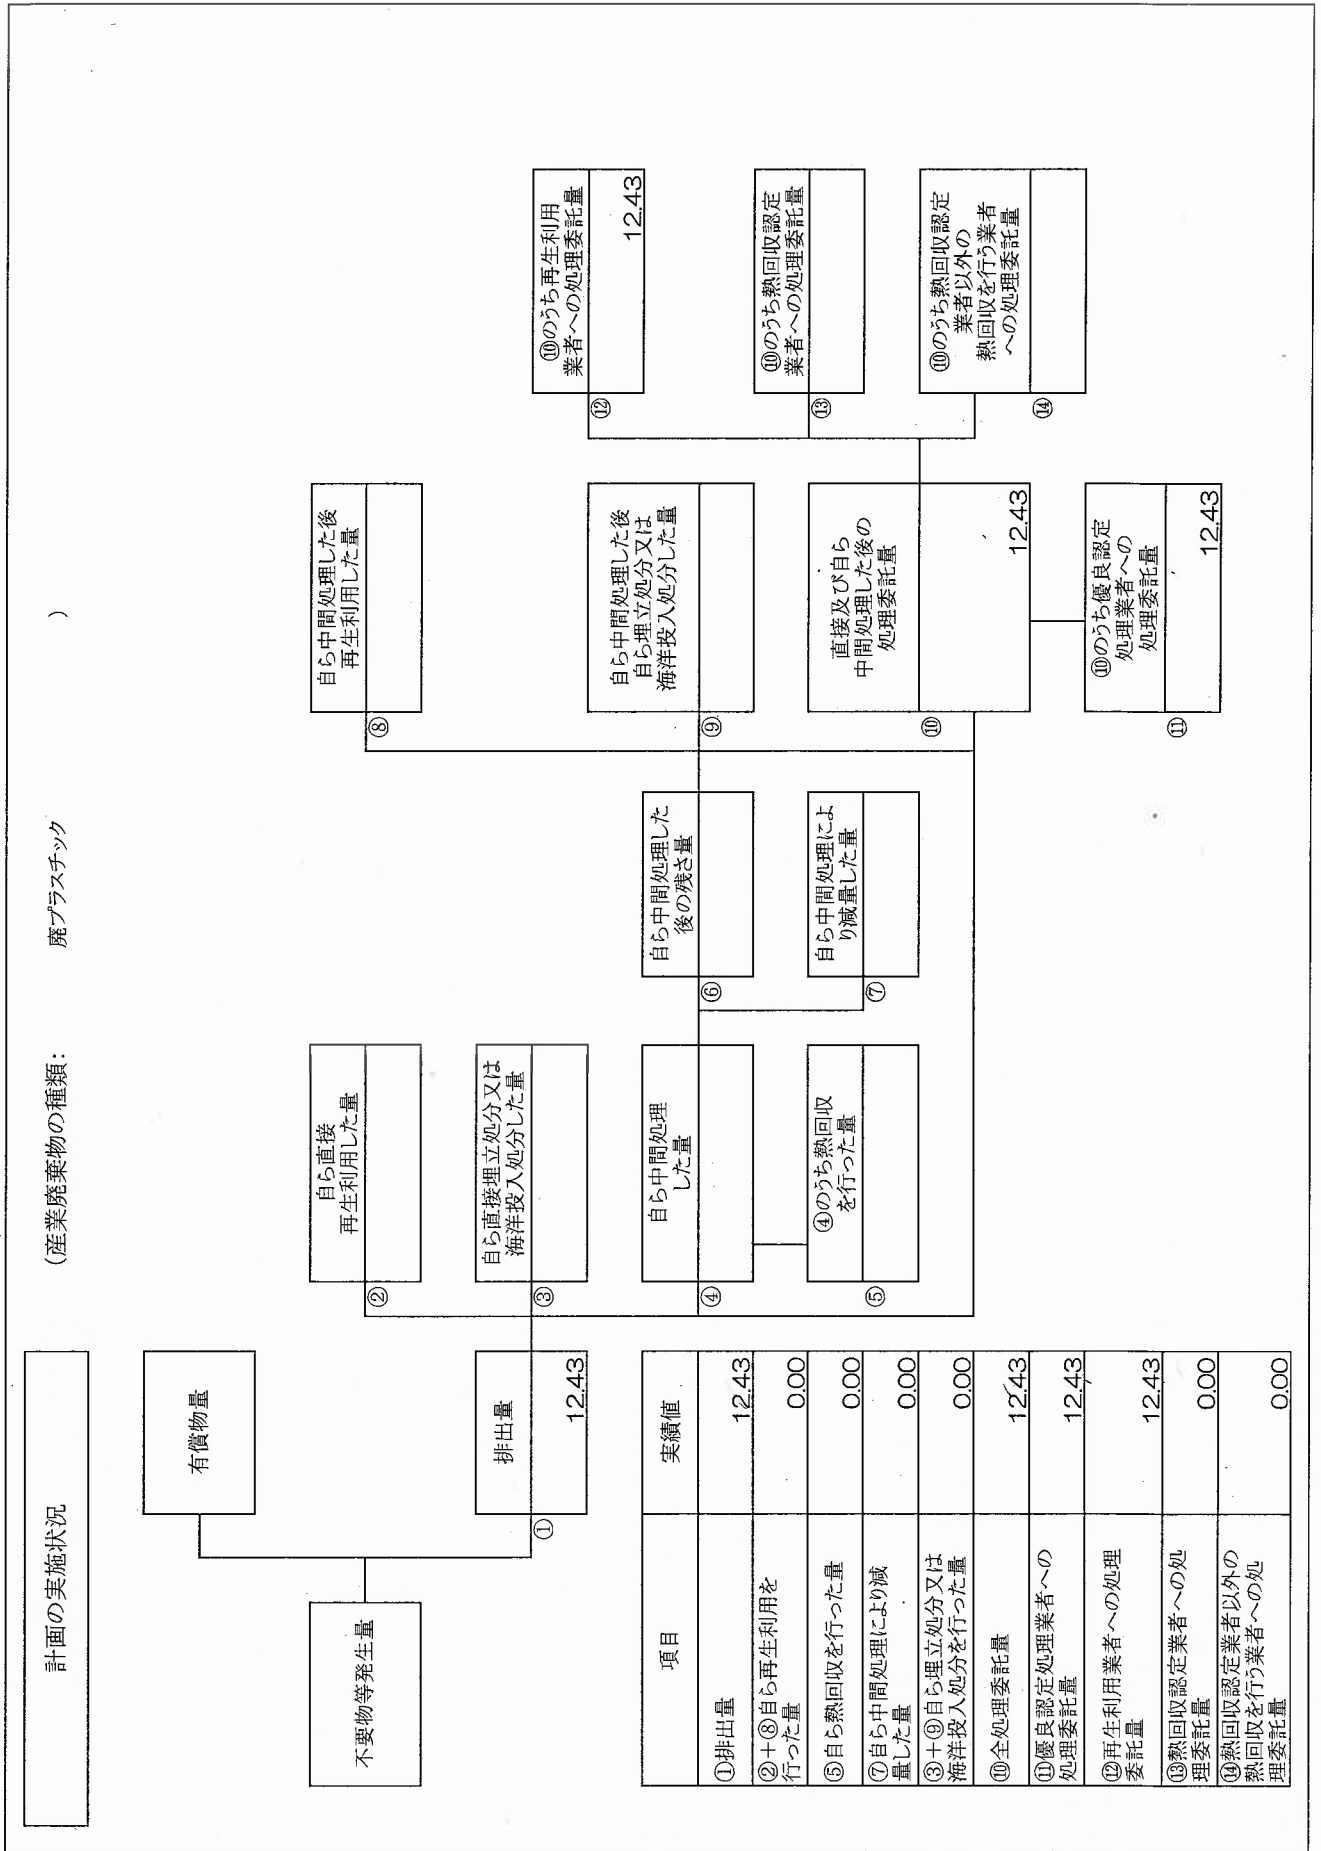 計画の実施状況
(産業廃棄物の種類:
廃プラスチック
)
不要物等発生量
有償物量
排出量
①
12.43
自ら直接
再生利用した量
②
自ら直接埋立処分又は
海洋投入処分した量
③
自ら中間処理
した量
④
④のうち熱回収
を行った量
⑤
自ら中間処理した
後の残さ量
⑥
自ら中間処理によ
り減量した量
⑦
自ら中間処理した後
再生利用した量
⑧
自ら中間処理した後
自ら埋立処分又は
海洋投入処分した量
⑨
直接及び自ら
中間処理した後の
処理委託量
⑩
12.43
⑩のうち優良認定
処理業者への
処理委託量
⑪
12.43
⑩のうち再生利用
業者への処理委託量
⑫
12.43
⑩のうち熱回収認定
業者への処理委託量
⑬
⑩のうち熱回収認定
業者以外の
熱回収を行う業者
への処理委託量
⑭
項目
実績値
①排出量
12.43
②+⑧自ら再生利用を
行った量
0.00
⑤自ら熱回収を行った量
0.00
⑦自ら中間処理により減
量した量
0.00
③+⑨自ら埋立処分又は
海洋投入処分を行った量
0.00
⑩全処理委託量
12.43
⑪優良認定処理業者への
処理委託量
12.43
⑫再生利用業者への処理
委託量
12.43
⑬熱回収認定業者への処
理委託量
0.00
⑭熱回収認定業者以外の
熱回収を行う業者への処
理委託量
0.00